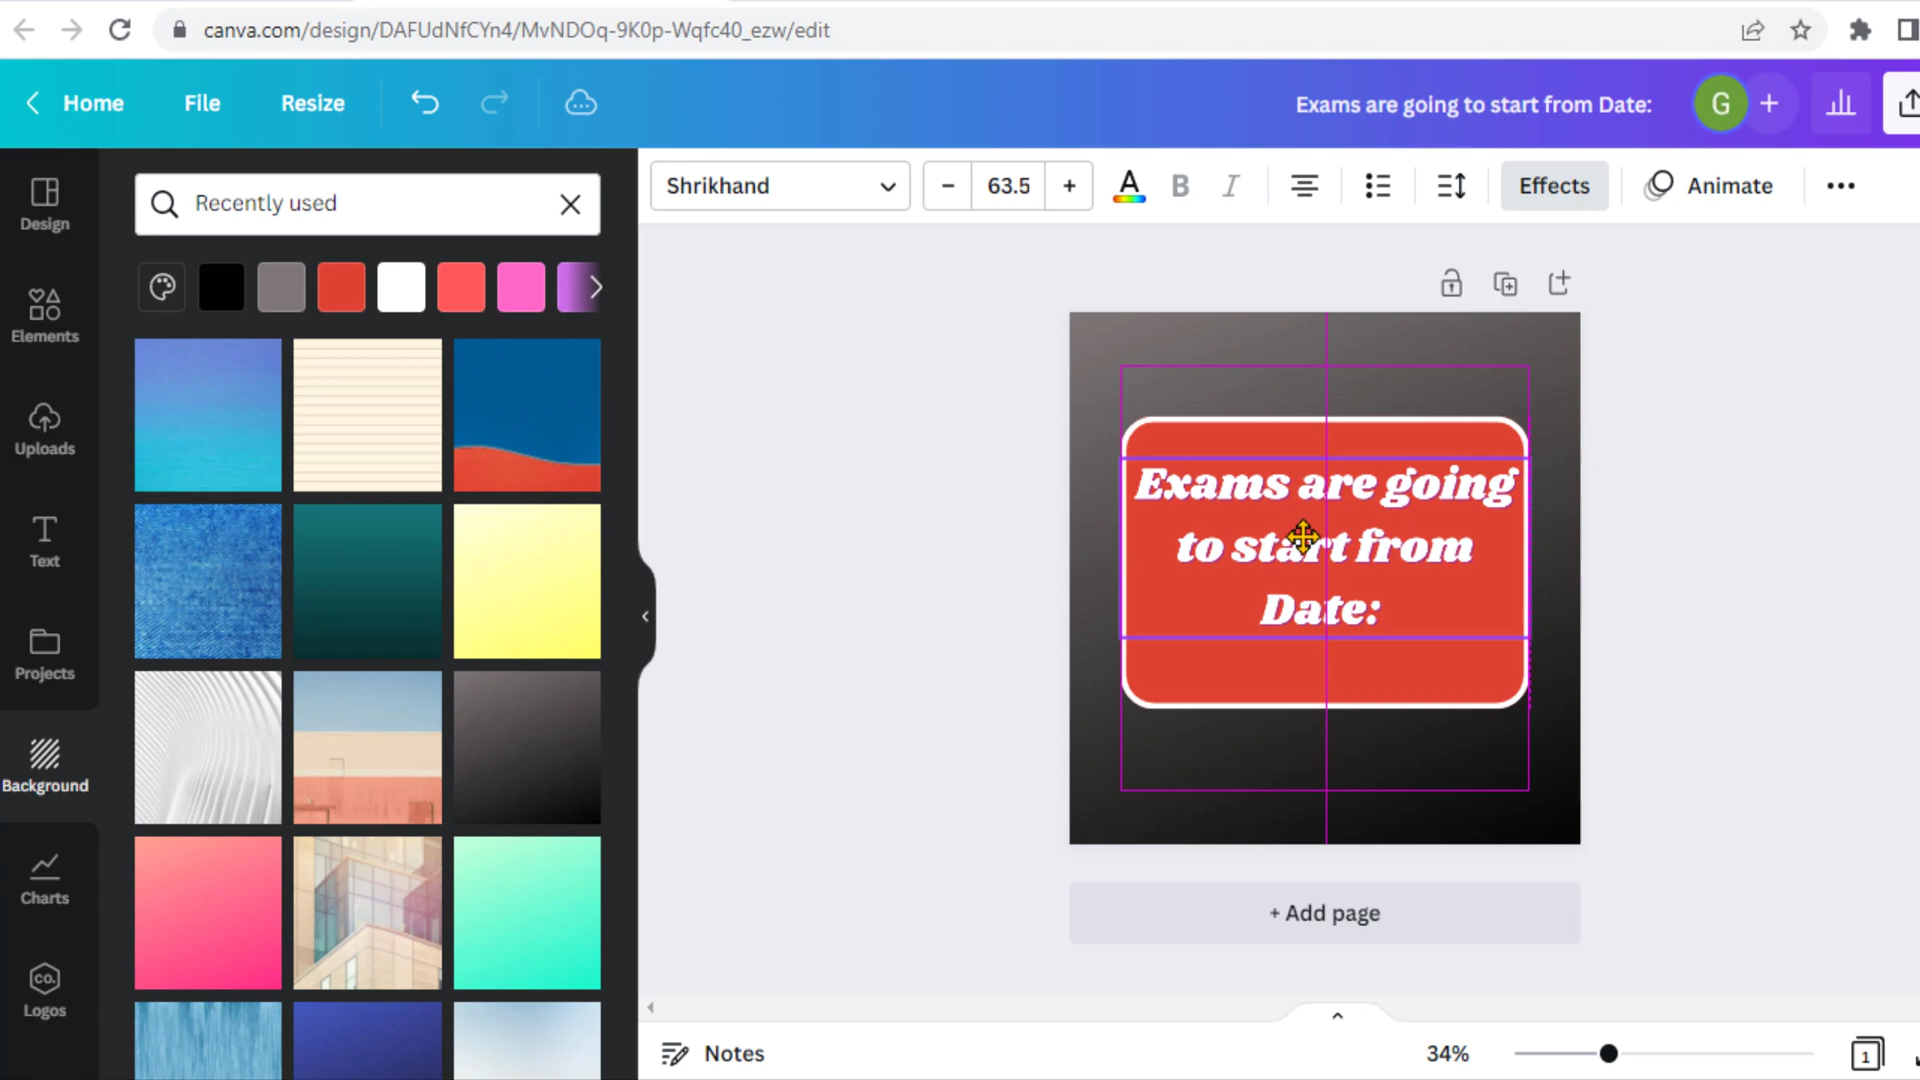 canva.com/design/DAFUdNfCYn4/MvNDOq-9K0p-Wqfc40_ezw/edit
Home File Resize Exams are going to start from Date: G +
Design
Elements
Uploads
Text
Projects
Background
Charts
CO.
Logos
Recently used
Shrikhand − 63.5 + A B I Effects Animate
Exams are going
to start from
Date:
+ Add page
Notes 34% 1